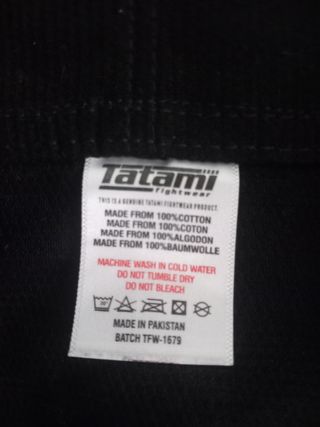 Tatami
fightwear
THIS IS A GENUINE TATAMI FIGHTWEAR PRODUCT.
MADE FROM 100%COTTON
MADE FROM 100%COTON
MADE FROM 100%ALGODON
MADE FROM 100%BAUMWOLLE
MACHINE WASH IN COLD WATER
DO NOT TUMBLE DRY
DO NOT BLEACH
30°
MADE IN PAKISTAN
BATCH TFW-1679